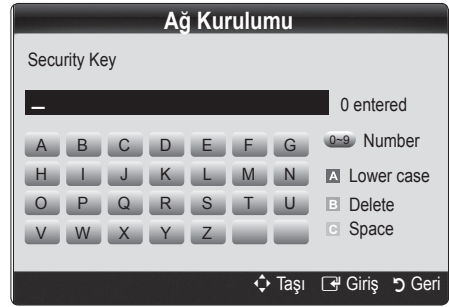 Ağ Kurulumu
Security Key
_
0 entered
A B C D E F G
0~9 Number
H I J K L M N
A Lower case
O P Q R S T U
B Delete
V W X Y Z
C Space
Taşı Giriş Geri